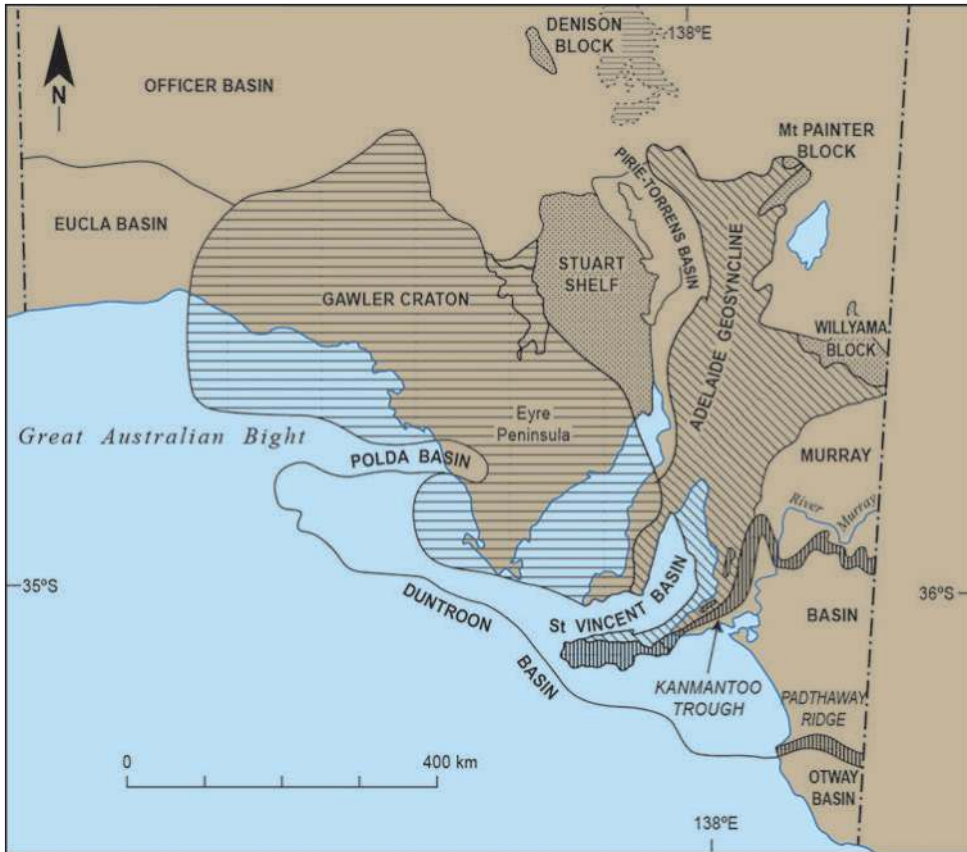 DENISON
BLOCK
138ºE
OFFICER BASIN
N
Mt PAINTER
BLOCK
PIRIE-TORRENS BASIN
EUCLA BASIN
STUART
SHELF
GAWLER CRATON
ADELAIDE GEOSYNCLINE
WILLYAMA
BLOCK
Eyre
Peninsula
Great Australian Bight
POLDA BASIN
MURRAY
River Murray
35ºS
36ºS
DUNTROON
BASIN
St VINCENT BASIN
BASIN
KANMANTOO
TROUGH
PADTHAWAY
RIDGE
0 400 km
OTWAY
BASIN
138ºE